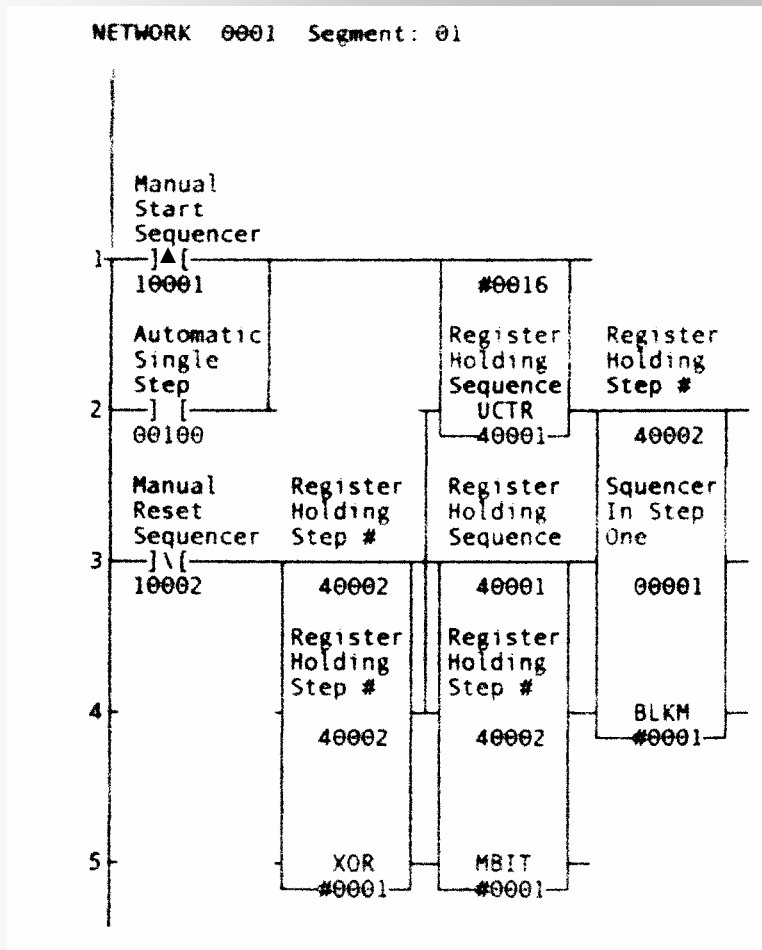 NETWORK 0001 Segment: 01
Manual
Start
Sequencer
1 ]▲[
10001
#0016
Automatic
Single
Step
Register
Holding
Sequence
Register
Holding
Step #
2 ] [
UCTR
00100
40001
40002
Manual
Reset
Sequencer
Register
Holding
Step #
Register
Holding
Sequence
Squencer
In Step
One
3 ]\[
10002
40002
40001
00001
Register
Holding
Step #
Register
Holding
Step #
4
BLKM
40002
40002
#0001
5
XOR
MBIT
#0001
#0001